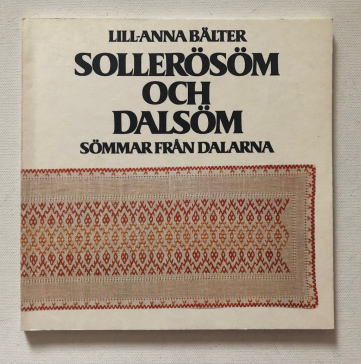 LILL-ANNA BÄLTER
SOLLERÖSÖM
OCH
DALSÖM
SÖMMAR FRÅN DALARNA